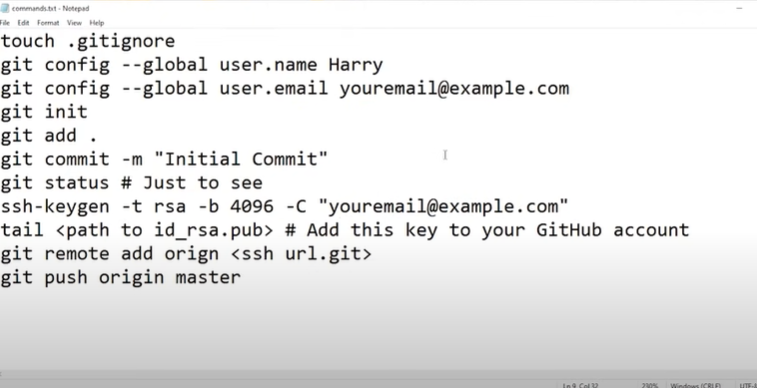 commands.txt - Notepad
File Edit Format View Help
touch .gitignore
git config --global user.name Harry
git config --global user.email youremail@example.com
git init
git add .
git commit -m "Initial Commit"
git status # Just to see
ssh-keygen -t rsa -b 4096 -C "youremail@example.com"
tail <path to id_rsa.pub> # Add this key to your GitHub account
git remote add orign <ssh url.git>
git push origin master
Ln 9, Col 32 230% Windows (CRLF) UTF-